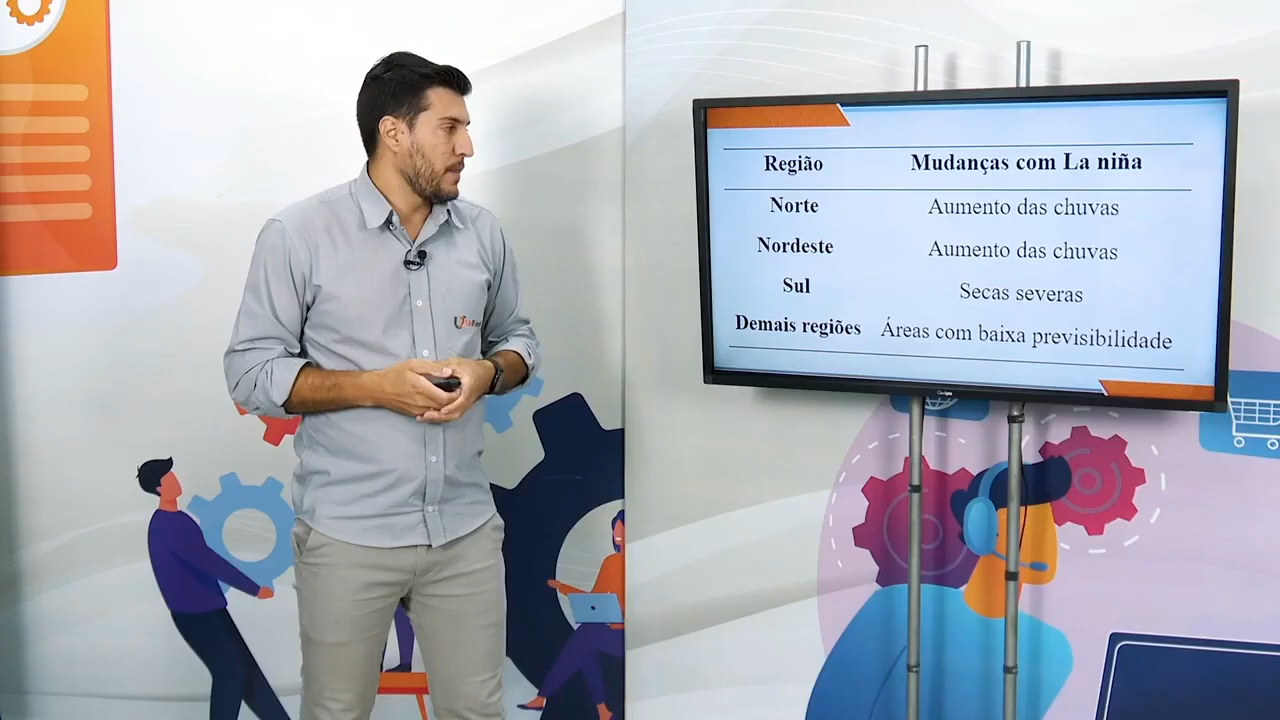 Região Mudanças com La niña
Norte Aumento das chuvas
Nordeste Aumento das chuvas
Sul Secas severas
Demais regiões Áreas com baixa previsibilidade